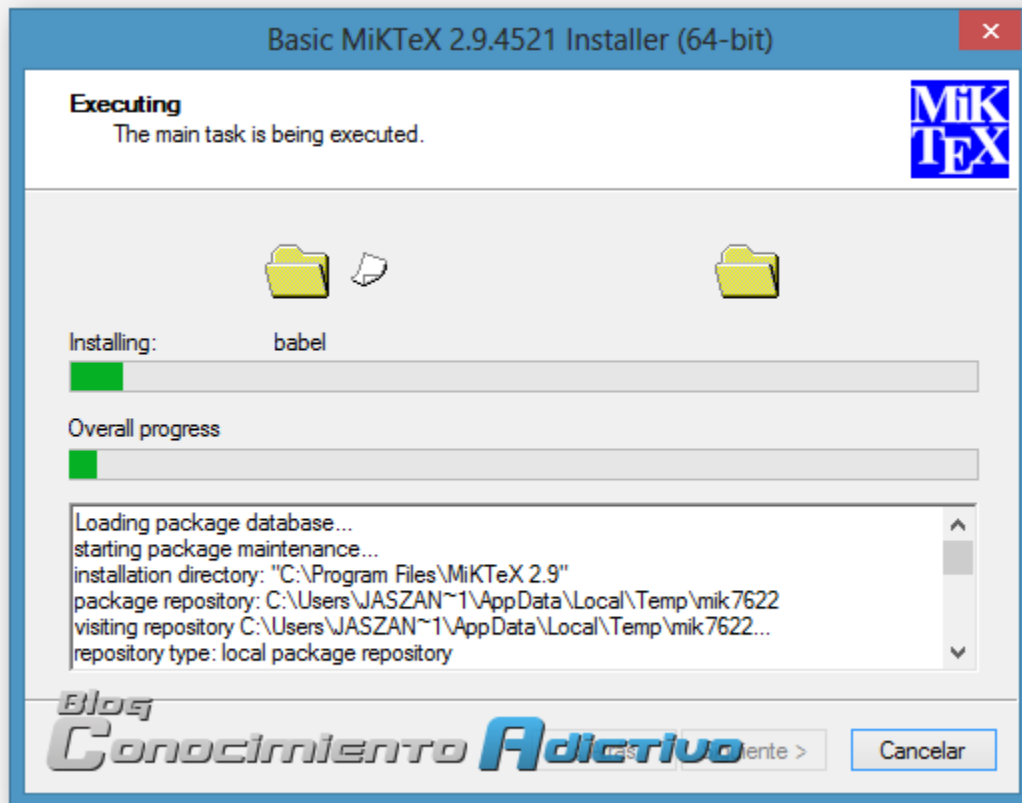 Basic MiKTeX 2.9.4521 Installer (64-bit)
Executing
The main task is being executed.
MiK
TEX
Installing: babel
Overall progress
Loading package database...
starting package maintenance...
installation directory: "C:\Program Files\MiKTeX 2.9"
package repository: C:\Users\JASZAN~1\AppData\Local\Temp\mik7622
visiting repository C:\Users\JASZAN~1\AppData\Local\Temp\mik7622...
repository type: local package repository
Blog
Conocimiento Adictivo
Cancelar